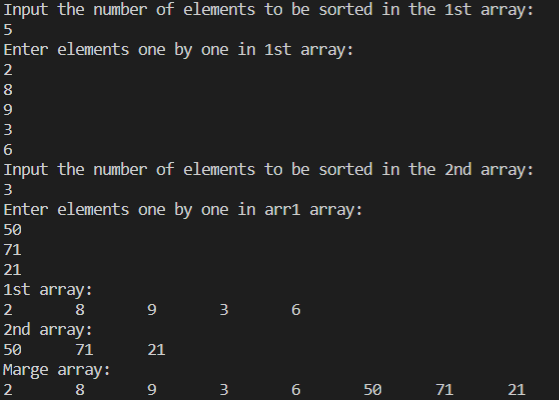 Input the number of elements to be sorted in the 1st array:
5
Enter elements one by one in 1st array:
2
8
9
3
6
Input the number of elements to be sorted in the 2nd array:
3
Enter elements one by one in arr1 array:
50
71
21
1st array:
2 8 9 3 6
2nd array:
50 71 21
Marge array:
2 8 9 3 6 50 71 21